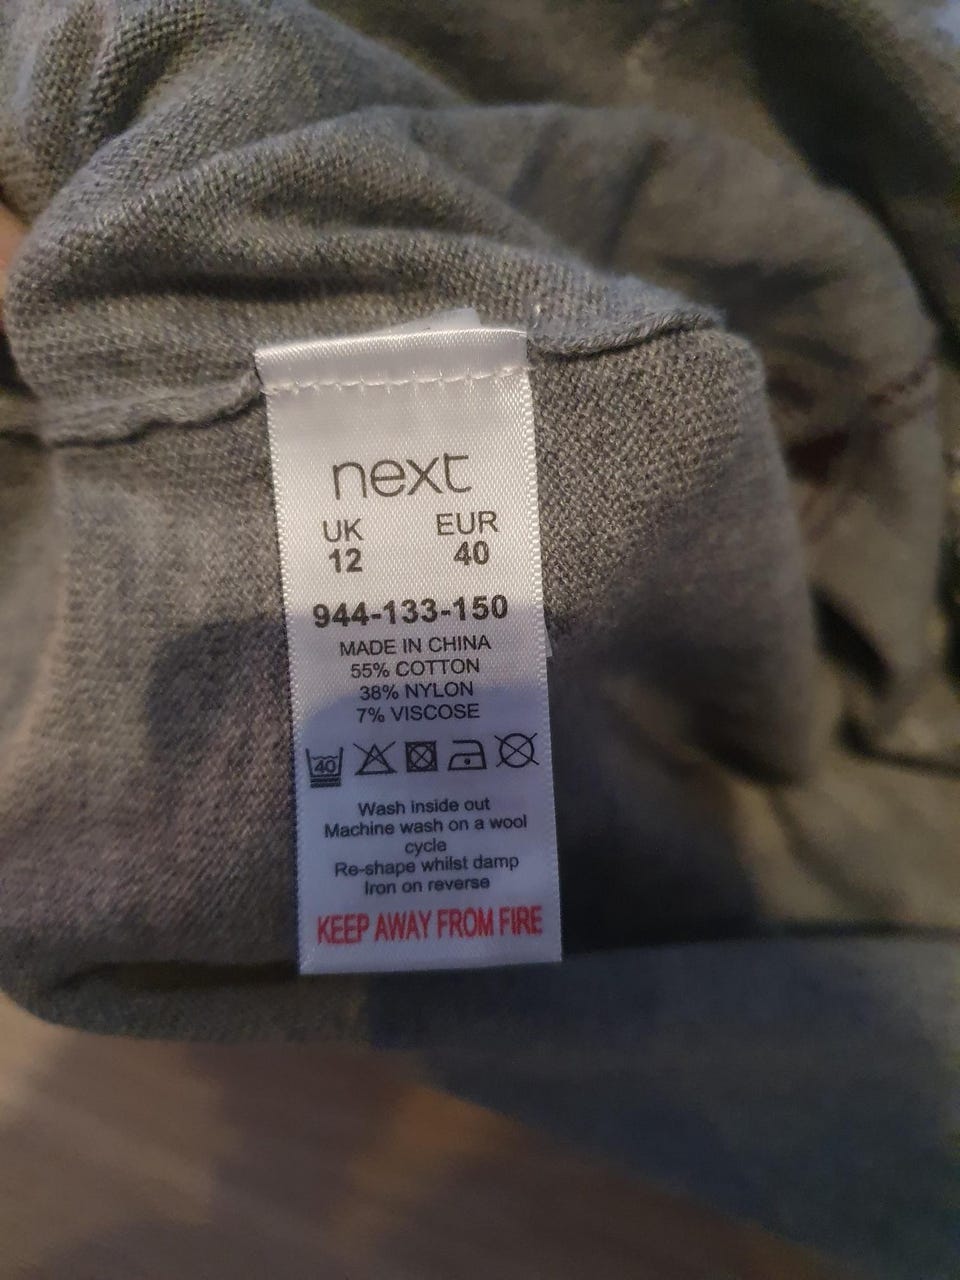 next
UK EUR
12 40
944-133-150
MADE IN CHINA
55% COTTON
38% NYLON
7% VISCOSE
40
Wash inside out
Machine wash on a wool
cycle
Re-shape whilst damp
Iron on reverse
KEEP AWAY FROM FIRE